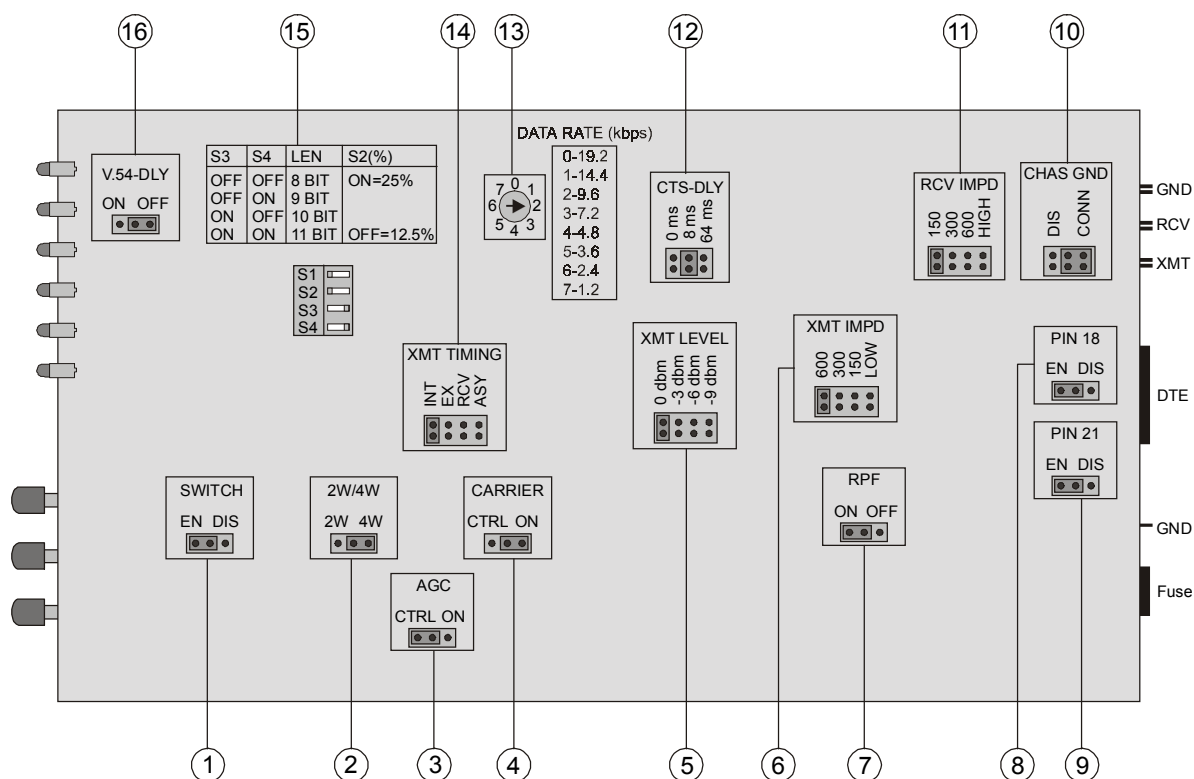 16 15 14 13 12 11 10
DATA RATE (kbps)
0-19.2
1-14.4
2-9.6
3-7.2
4-4.8
5-3.6
6-2.4
7-1.2
V.54-DLY
ON OFF
S3 S4 LEN S2(%)
OFF OFF 8 BIT ON=25%
OFF ON 9 BIT
ON OFF 10 BIT
ON ON 11 BIT OFF=12.5%
0
1
2
3
4
5
6
7
CTS-DLY
0 ms
8 ms
64 ms
RCV IMPD
150
300
600
HIGH
CHAS GND
DIS
CONN
GND
RCV
XMT
S1
S2
S3
S4
XMT TIMING
INT
EX
RCV
ASY
XMT LEVEL
0 dbm
-3 dbm
-6 dbm
-9 dbm
XMT IMPD
600
300
150
LOW
PIN 18
EN DIS
DTE
PIN 21
EN DIS
SWITCH
EN DIS
2W/4W
2W 4W
CARRIER
CTRL ON
RPF
ON OFF
GND
AGC
CTRL ON
Fuse
1 2 3 4 5 6 7 8 9